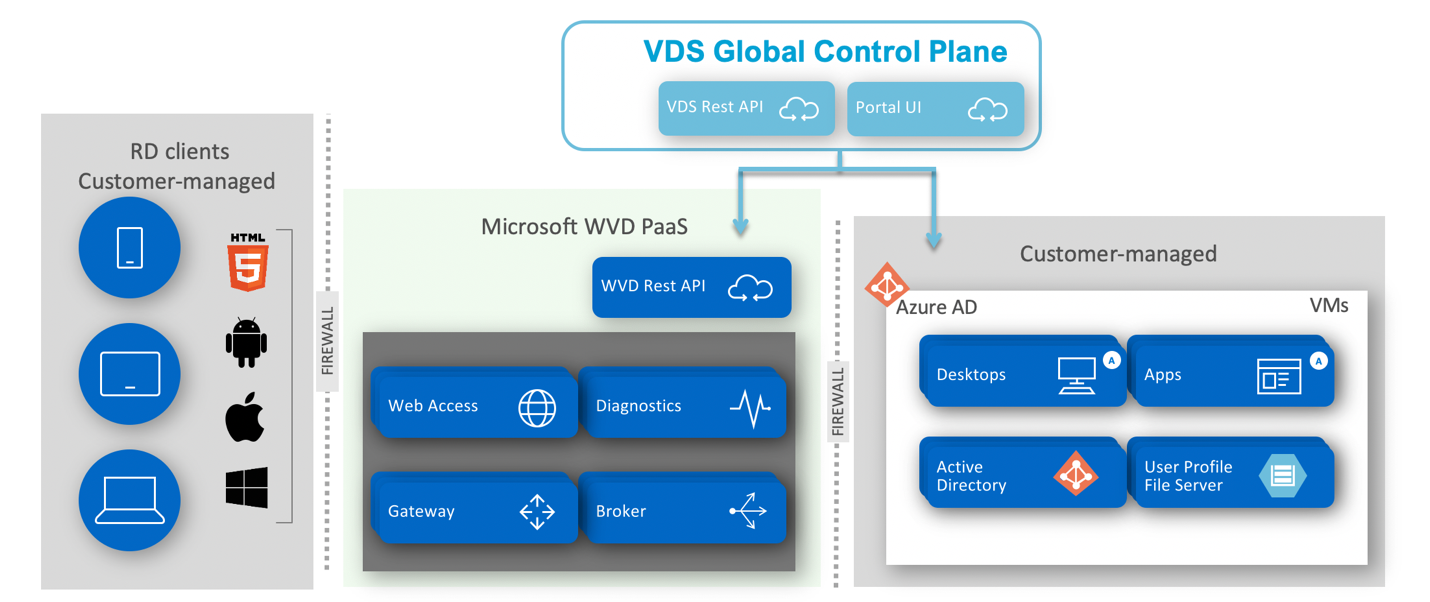 VDS Global Control Plane
VDS Rest API
Portal UI
RD clients
Customer-managed
HTML
5
FIREWALL
Microsoft WVD PaaS
WVD Rest API
Web Access
Diagnostics
Gateway
Broker
FIREWALL
Customer-managed
Azure AD
VMs
Desktops
A
Apps
A
Active
Directory
User Profile
File Server